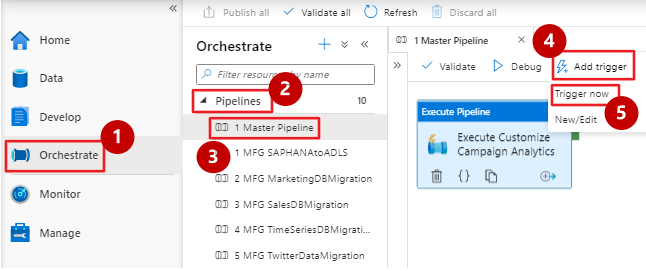 Publish all Validate all Refresh Discard all
Home
Data
Develop
1
Orchestrate
Monitor
Manage
Orchestrate
Filter resources by name
Pipelines 10
2
1 Master Pipeline
3
1 MFG SAPHANAtoADLS
2 MFG MarketingDBMigration
3 MFG SalesDBMigration
4 MFG TimeSeriesDBMigrati...
5 MFG TwitterDataMigration
1 Master Pipeline
4
Validate Debug Add trigger
Trigger now
5
New/Edit
Execute Pipeline
Execute Customize
Campaign Analytics